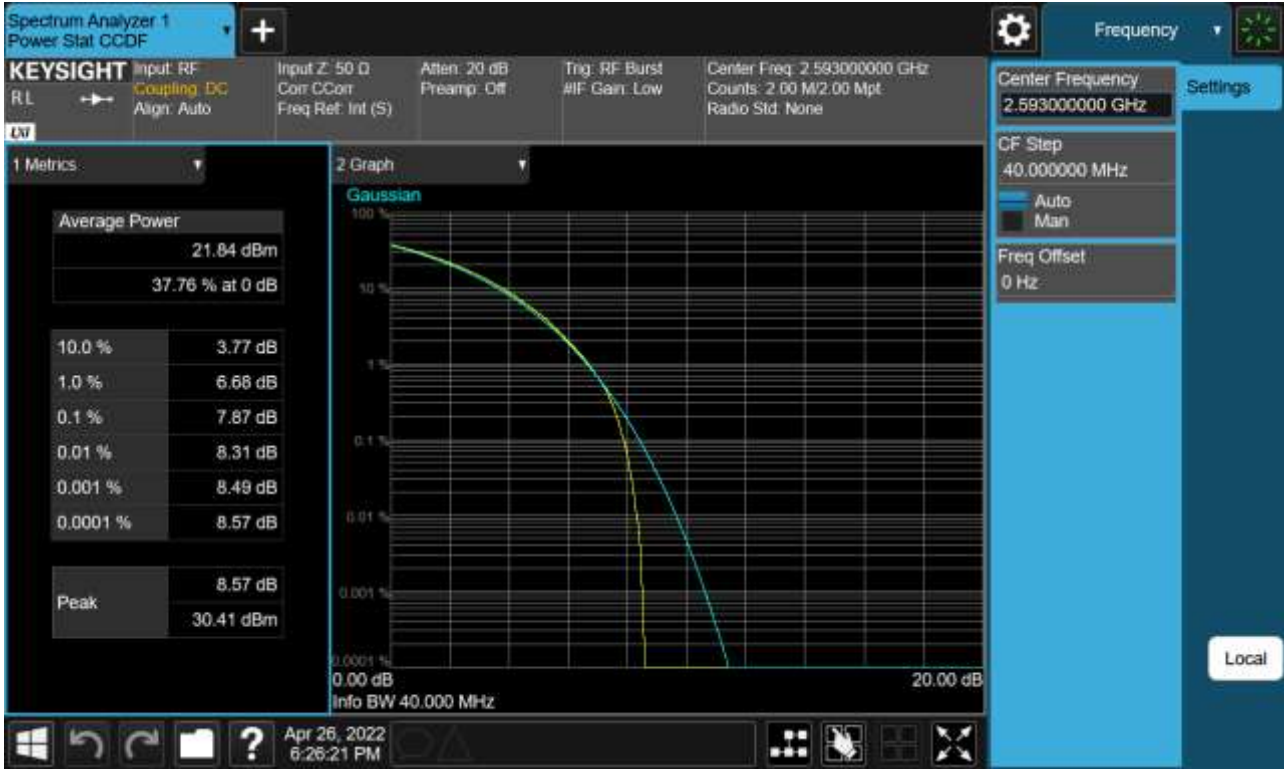 Spectrum Analyzer 1
Power Stat CCDF
+
Frequency
KEYSIGHT
RL
LXI
Input: RF
Coupling: DC
Align: Auto
Input Z: 50 Ω
Corr CCorr
Freq Ref: Int (S)
Atten: 20 dB
Preamp: Off
Trig: RF Burst
#IF Gain: Low
Center Freq: 2.593000000 GHz
Counts: 2.00 M/2.00 Mpt
Radio Std: None
Center Frequency
2.593000000 GHz
Settings
CF Step
40.000000 MHz
Auto
Man
Freq Offset
0 Hz
Local
1 Metrics
Average Power
21.84 dBm
37.76 % at 0 dB
10.0 % 3.77 dB
1.0 % 6.68 dB
0.1 % 7.87 dB
0.01 % 8.31 dB
0.001 % 8.49 dB
0.0001 % 8.57 dB
Peak
8.57 dB
30.41 dBm
2 Graph
Gaussian
100 %
10 %
1 %
0.1 %
0.01 %
0.001 %
0.0001 %
0.00 dB 20.00 dB
Info BW 40.000 MHz
?
Apr 26, 2022
6:26:21 PM